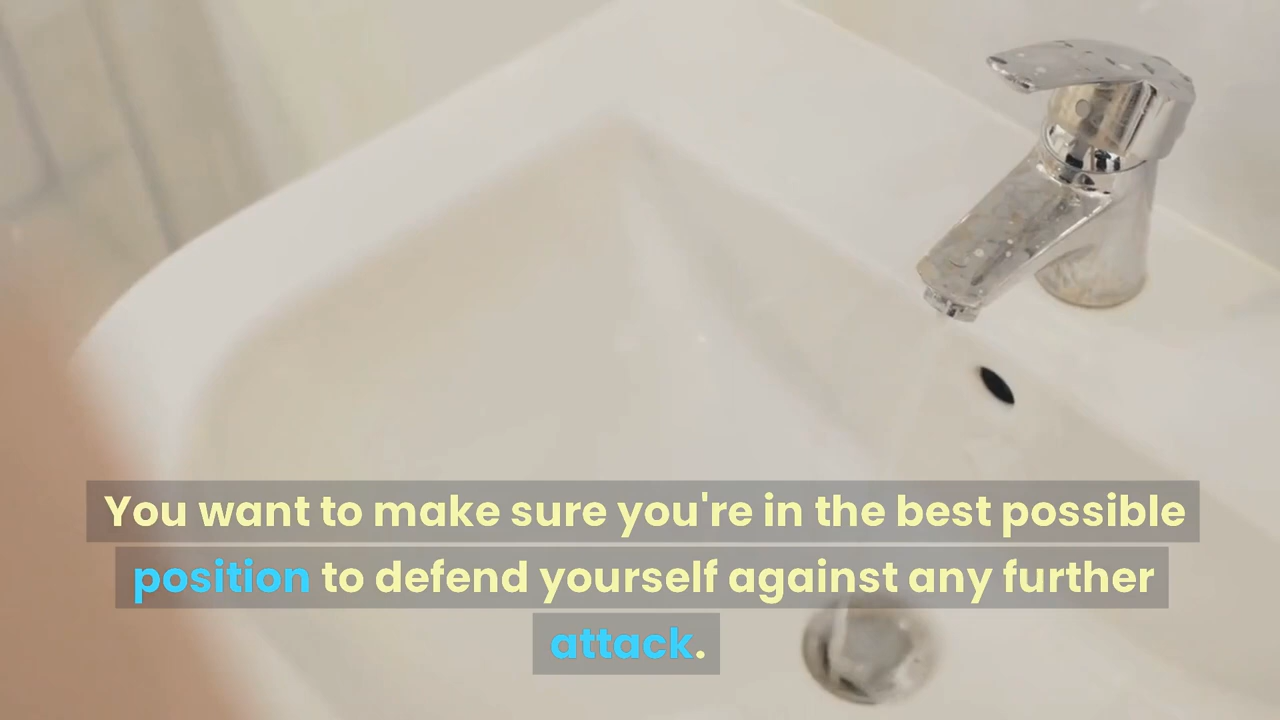 You want to make sure you're in the best possible
position to defend yourself against any further
attack.